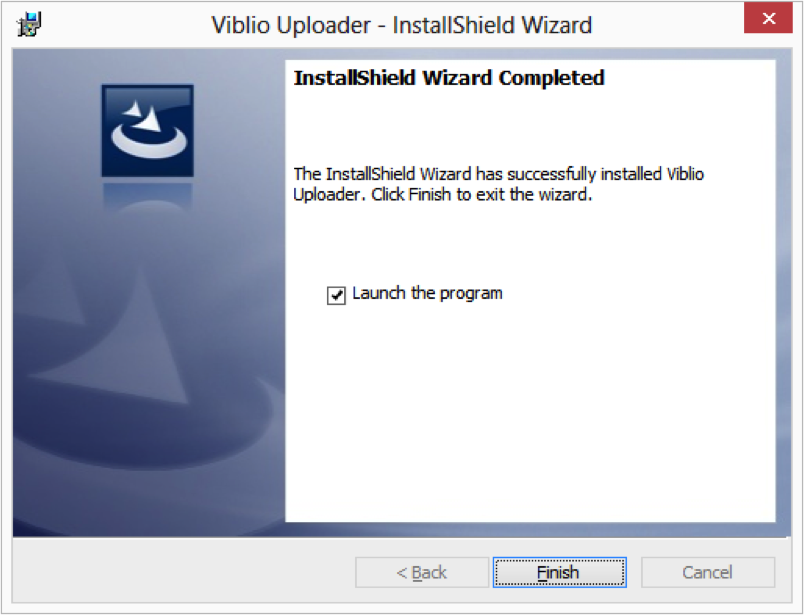 Viblio Uploader - InstallShield Wizard
InstallShield Wizard Completed
The InstallShield Wizard has successfully installed Viblio
Uploader. Click Finish to exit the wizard.
Launch the program
< Back
Finish
Cancel